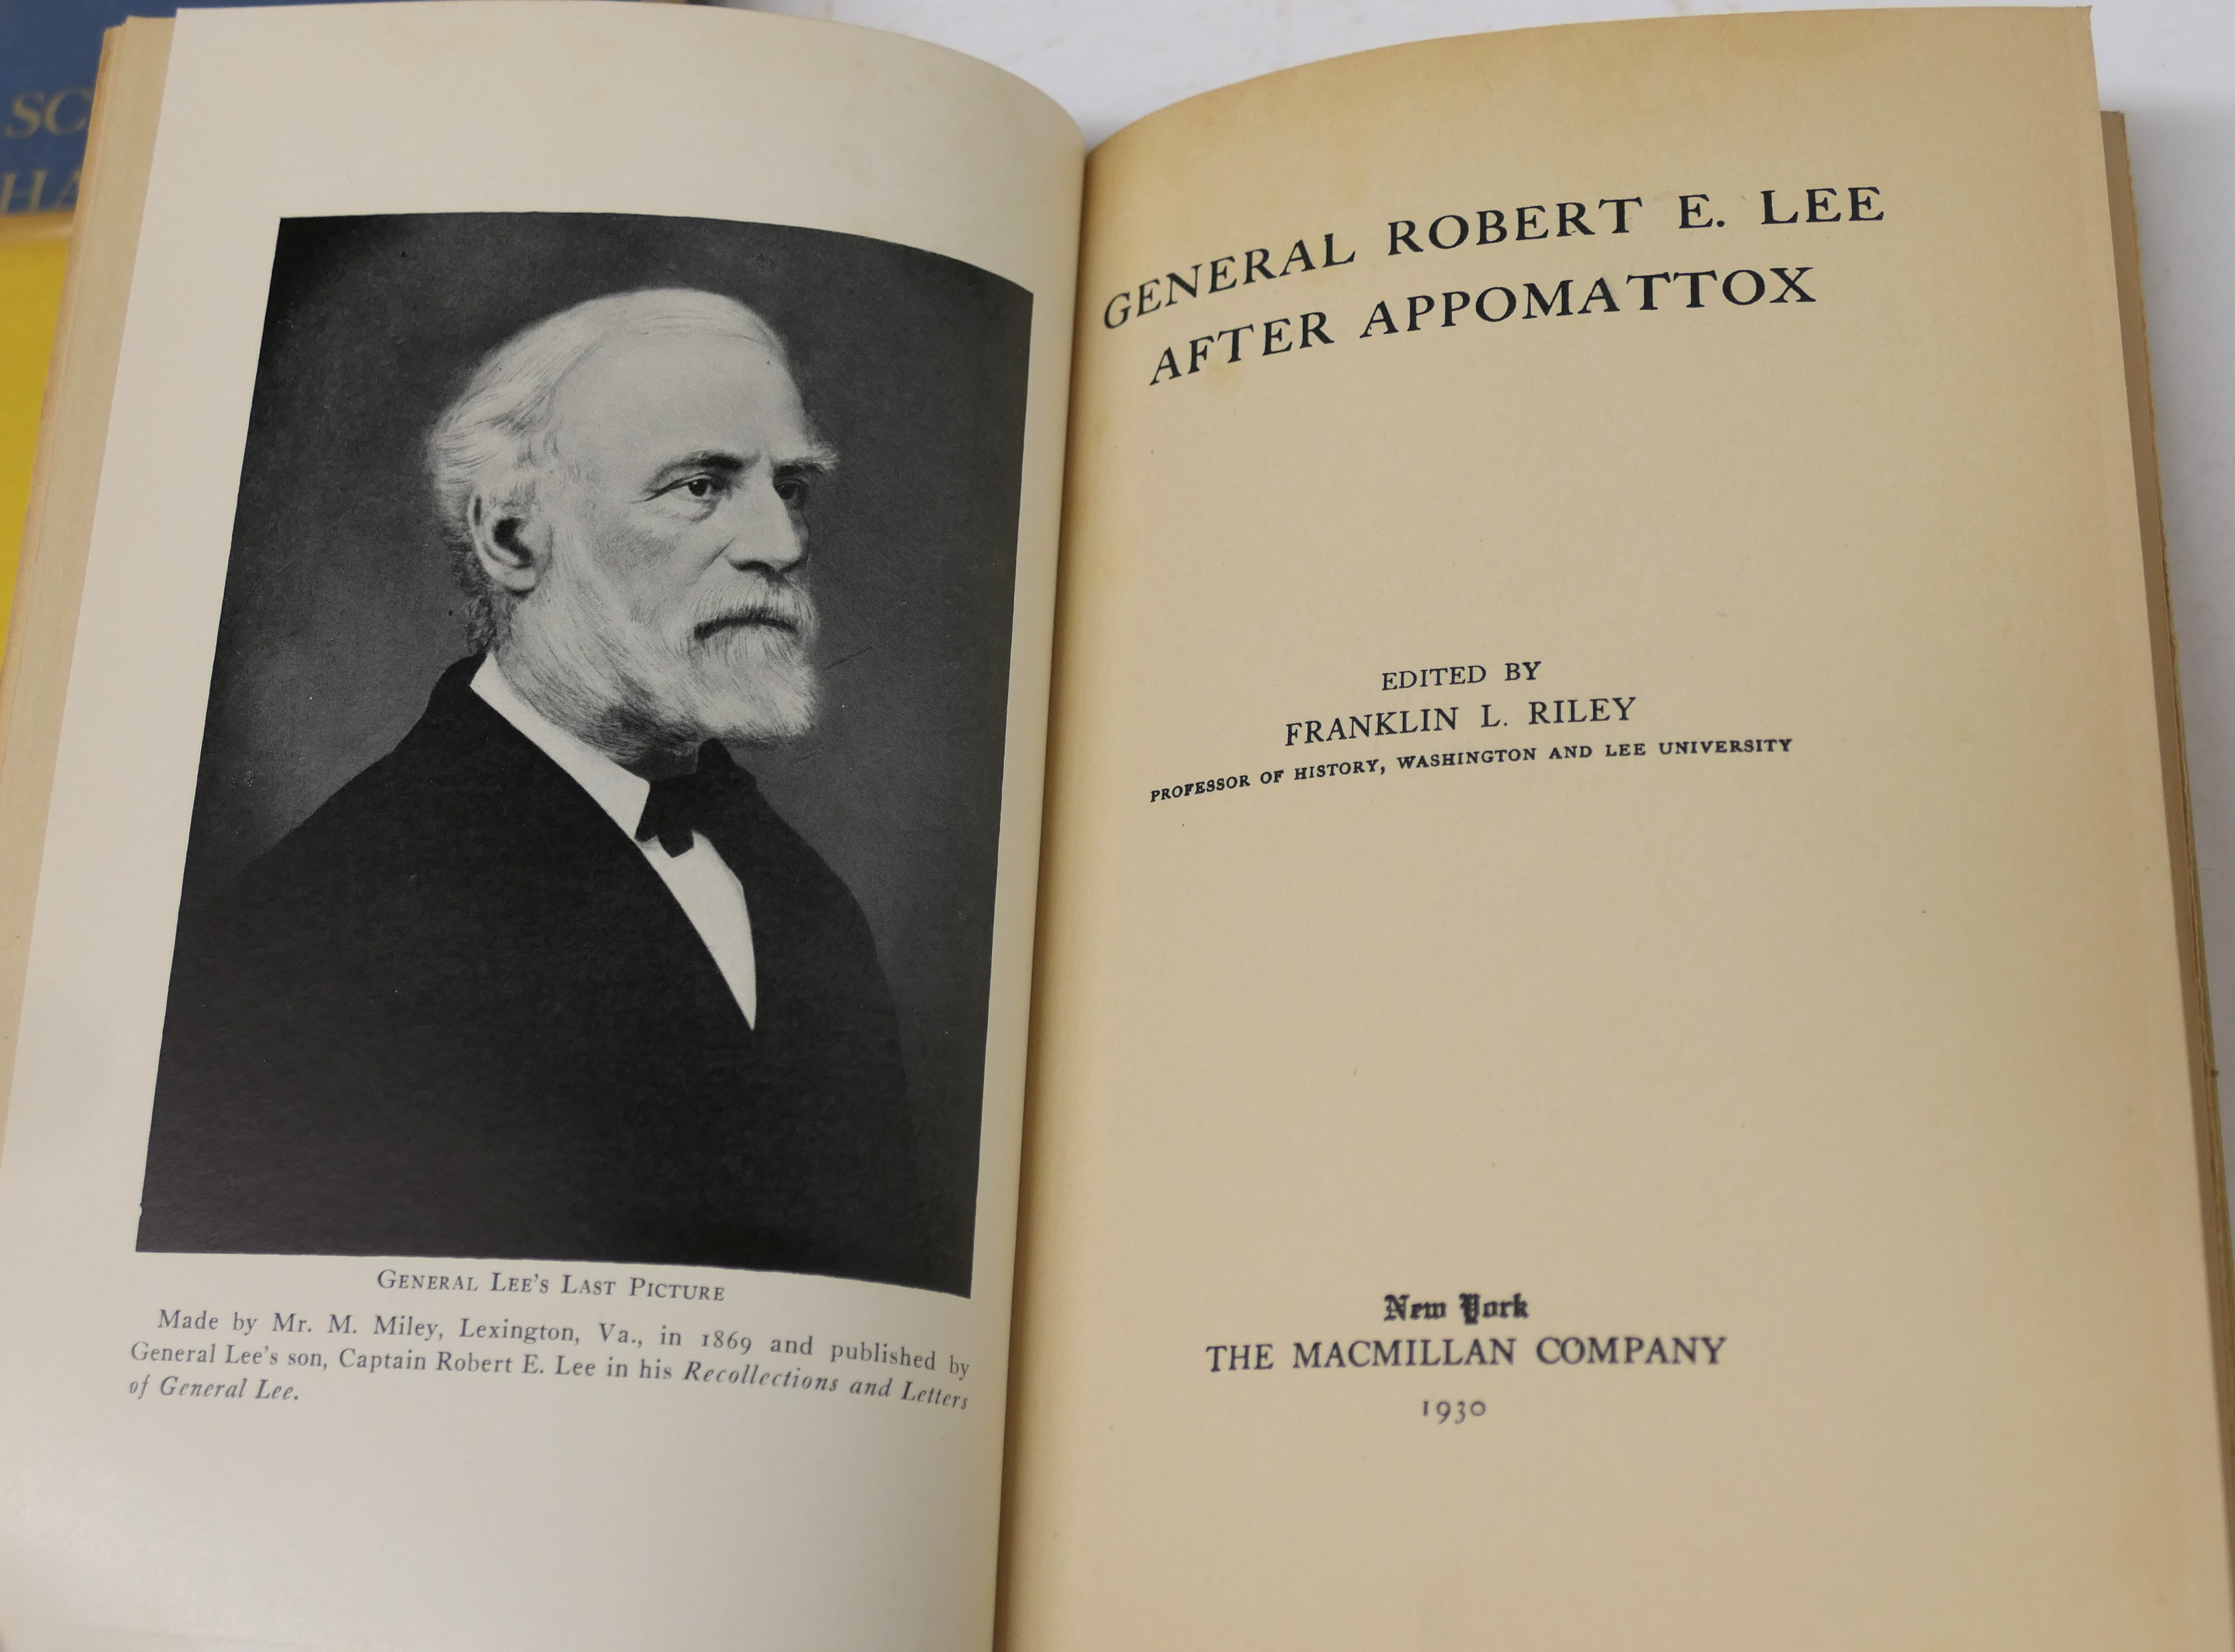 SC
HA
GENERAL LEE'S LAST PICTURE
Made by Mr. M. Miley, Lexington, Va., in 1869 and published by
General Lee's son, Captain Robert E. Lee in his Recollections and Letters
of General Lee.
GENERAL ROBERT E. LEE
AFTER APPOMATTOX
EDITED BY
FRANKLIN L. RILEY
PROFESSOR OF HISTORY, WASHINGTON AND LEE UNIVERSITY
New York
THE MACMILLAN COMPANY
1930